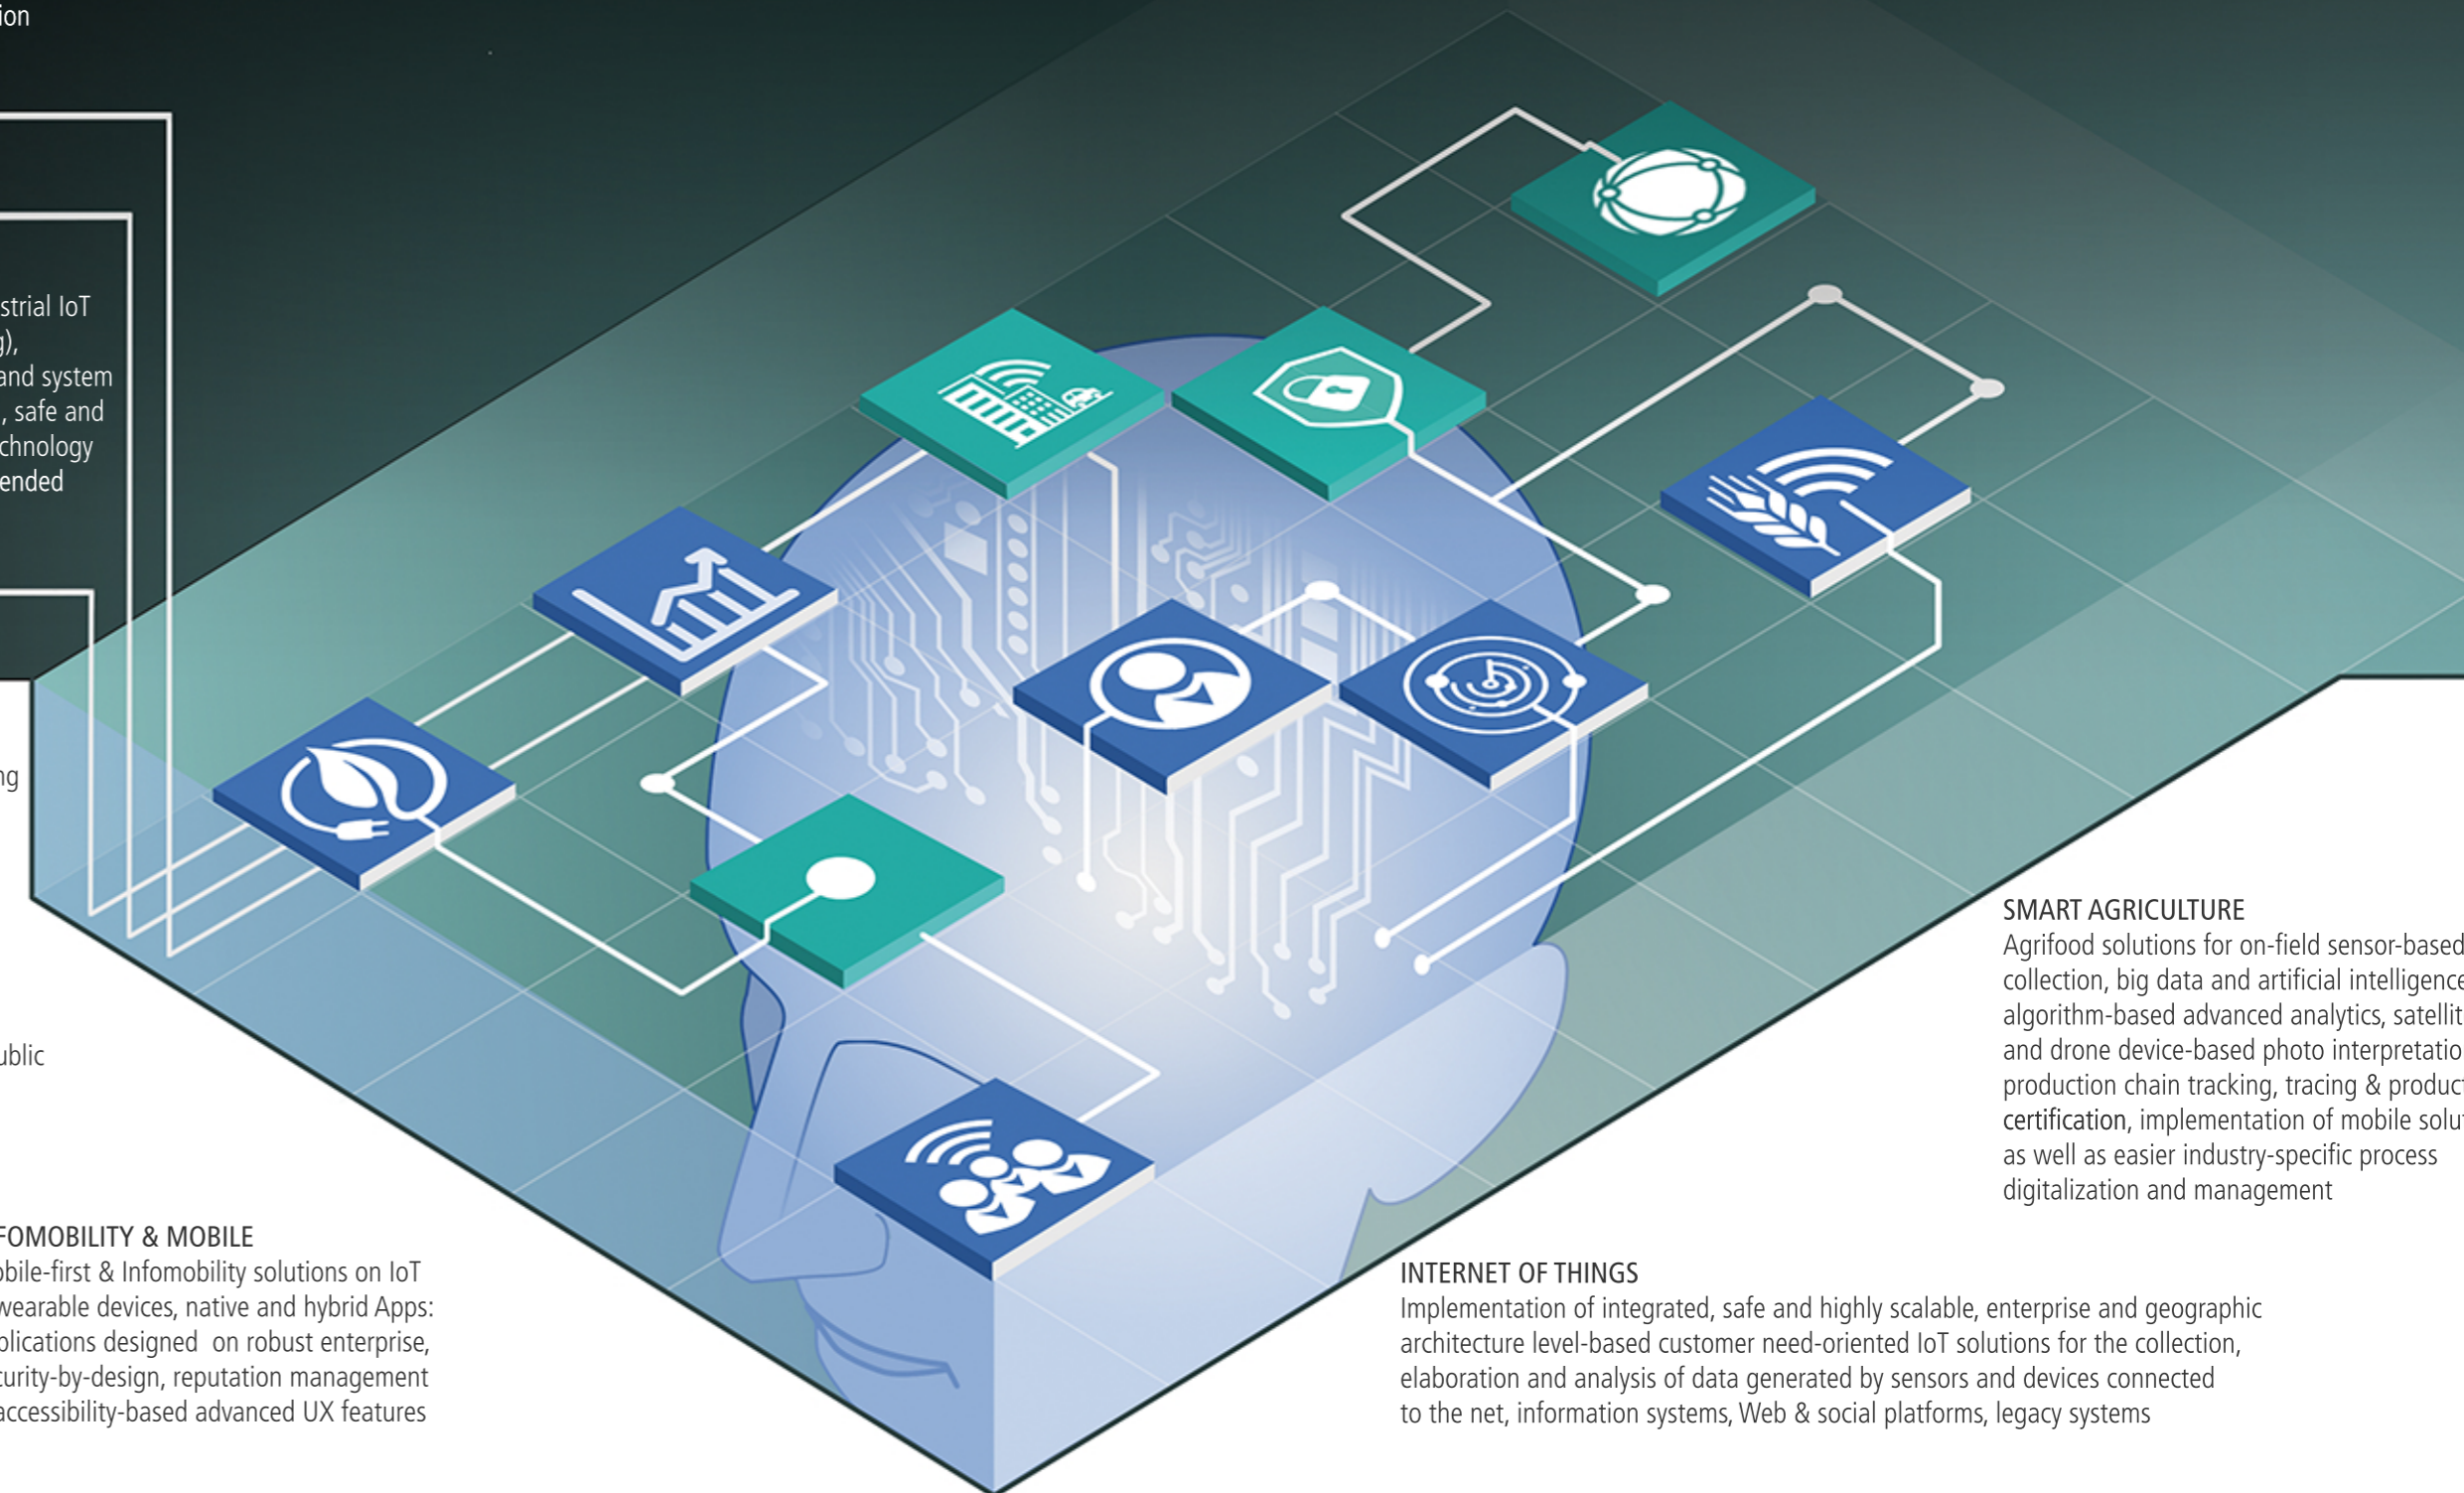 ion
strial IoT
g),
and system
, safe and
chnology
ended
ng
ublic
FOMOBILITY & MOBILE
obile-first & Infomobility solutions on IoT
wearable devices, native and hybrid Apps:
plications designed on robust enterprise,
curity-by-design, reputation management
accessibility-based advanced UX features
SMART AGRICULTURE
Agrifood solutions for on-field sensor-based
collection, big data and artificial intelligence
algorithm-based advanced analytics, satellit
and drone device-based photo interpretatio
production chain tracking, tracing & product
certification, implementation of mobile solut
as well as easier industry-specific process
digitalization and management
INTERNET OF THINGS
Implementation of integrated, safe and highly scalable, enterprise and geographic
architecture level-based customer need-oriented IoT solutions for the collection,
elaboration and analysis of data generated by sensors and devices connected
to the net, information systems, Web & social platforms, legacy systems